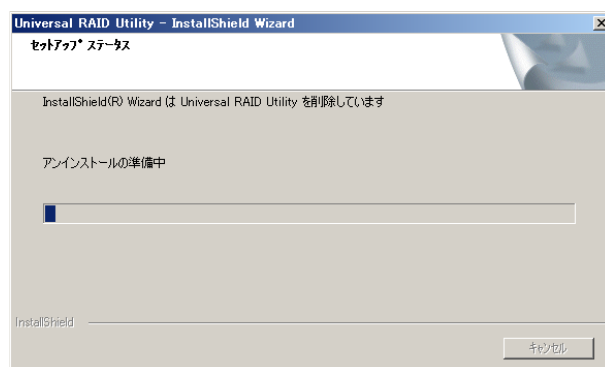 Universal RAID Utility - InstallShield Wizard
セットアップ ステータス
InstallShield(R) Wizard は Universal RAID Utility を削除しています
アンインストールの準備中
InstallShield
キャンセル